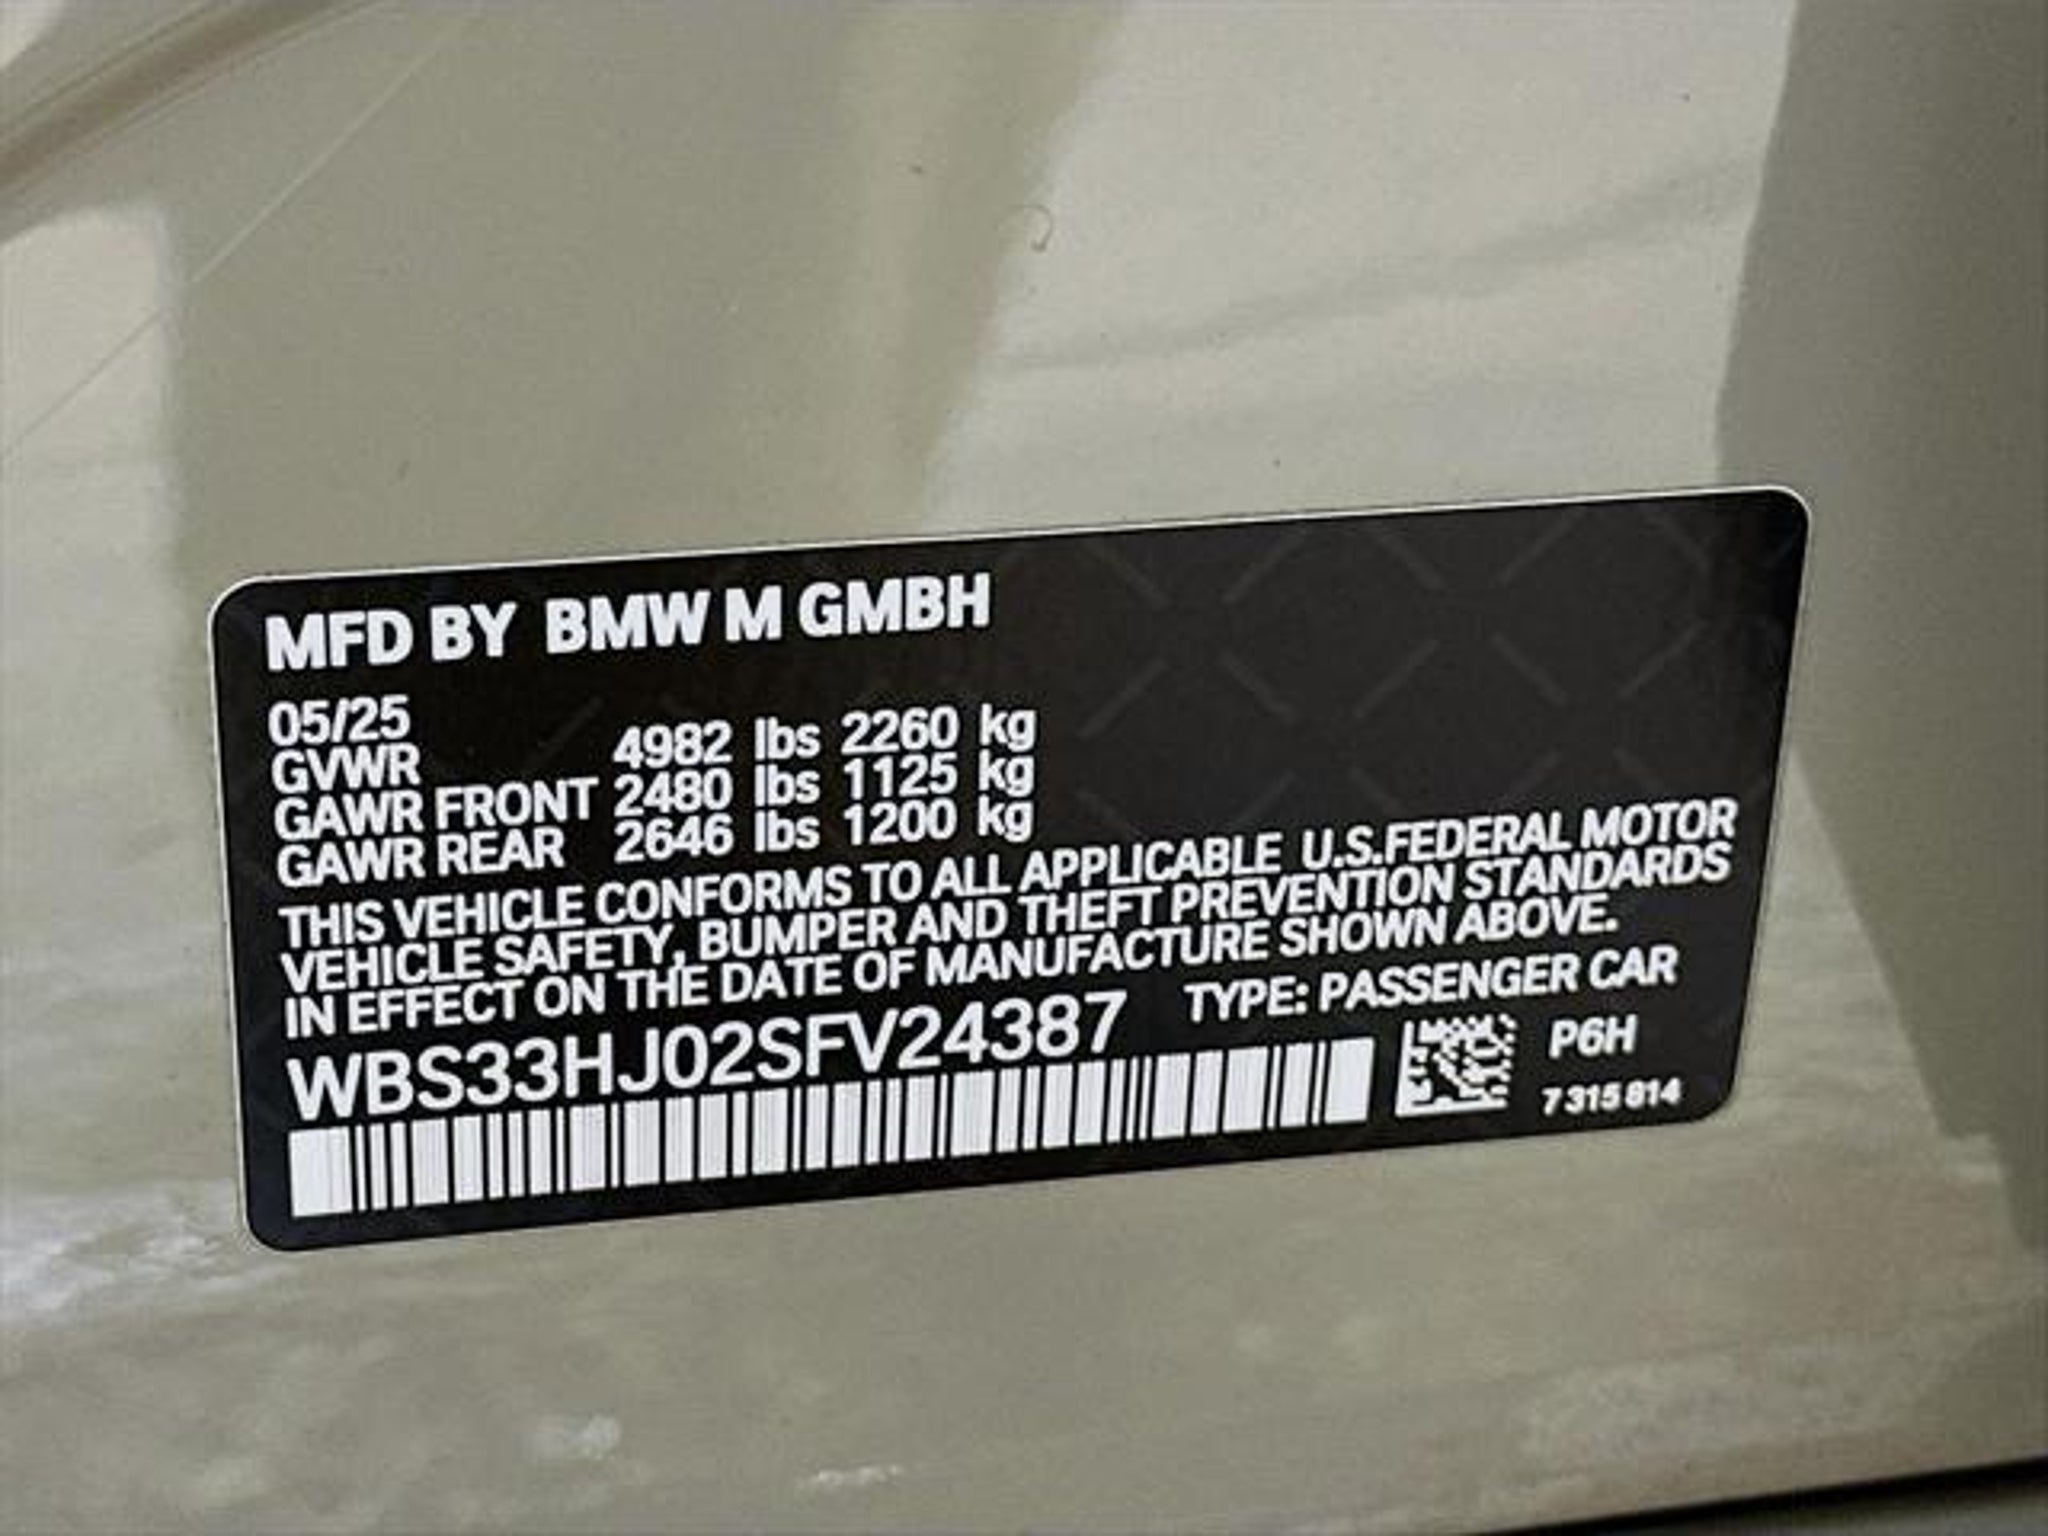 MFD BY BMW M GMBH
05/25
GVWR 4982 lbs 2260 kg
GAWR FRONT 2480 lbs 1125 kg
GAWR REAR 2646 lbs 1200 kg
THIS VEHICLE CONFORMS TO ALL APPLICABLE U.S.FEDERAL MOTOR
VEHICLE SAFETY, BUMPER AND THEFT PREVENTION STANDARDS
IN EFFECT ON THE DATE OF MANUFACTURE SHOWN ABOVE.
TYPE: PASSENGER CAR
WBS33HJ02SFV24387
P6H
7 315 814